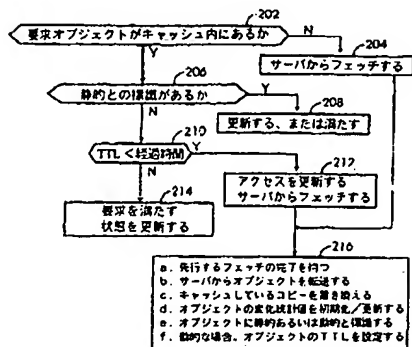 202
要求オブジェクトがキャッシュ内にあるか
N
Y
204
サーバからフェッチする
206
静的との標識があるか
Y
N
208
更新する、または満たす
210
TTL<経過時間
Y
N
212
アクセスを更新する
サーバからフェッチする
214
要求を満たす
状態を更新する
216
a. 先行するフェッチの完了を待つ
b. サーバからオブジェクトを転送する
c. キャッシュしているコピーを置き換える
d. オブジェクトの変化統計値を初期化/更新する
e. オブジェクトに静的あるいは動的と標識する
f. 動的な場合、オブジェクトのTTLを設定する